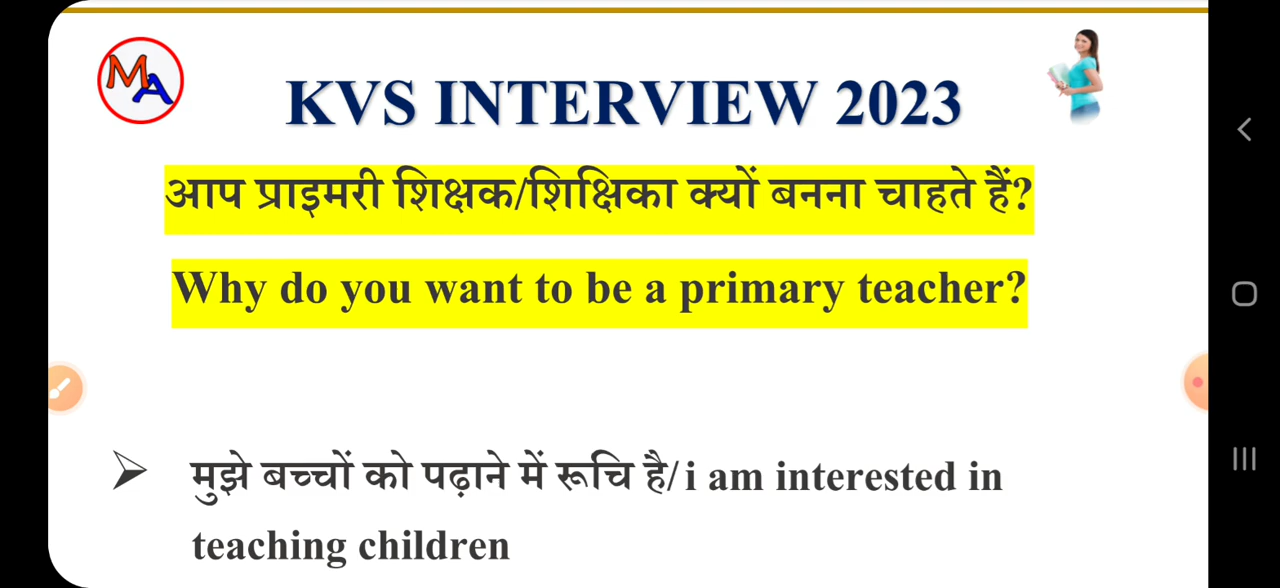 MA
KVS INTERVIEW 2023
आप प्राइमरी शिक्षक/शिक्षिका क्यों बनना चाहते हैं?
Why do you want to be a primary teacher?
मुझे बच्चों को पढ़ाने में रूचि है/ i am interested in
teaching children